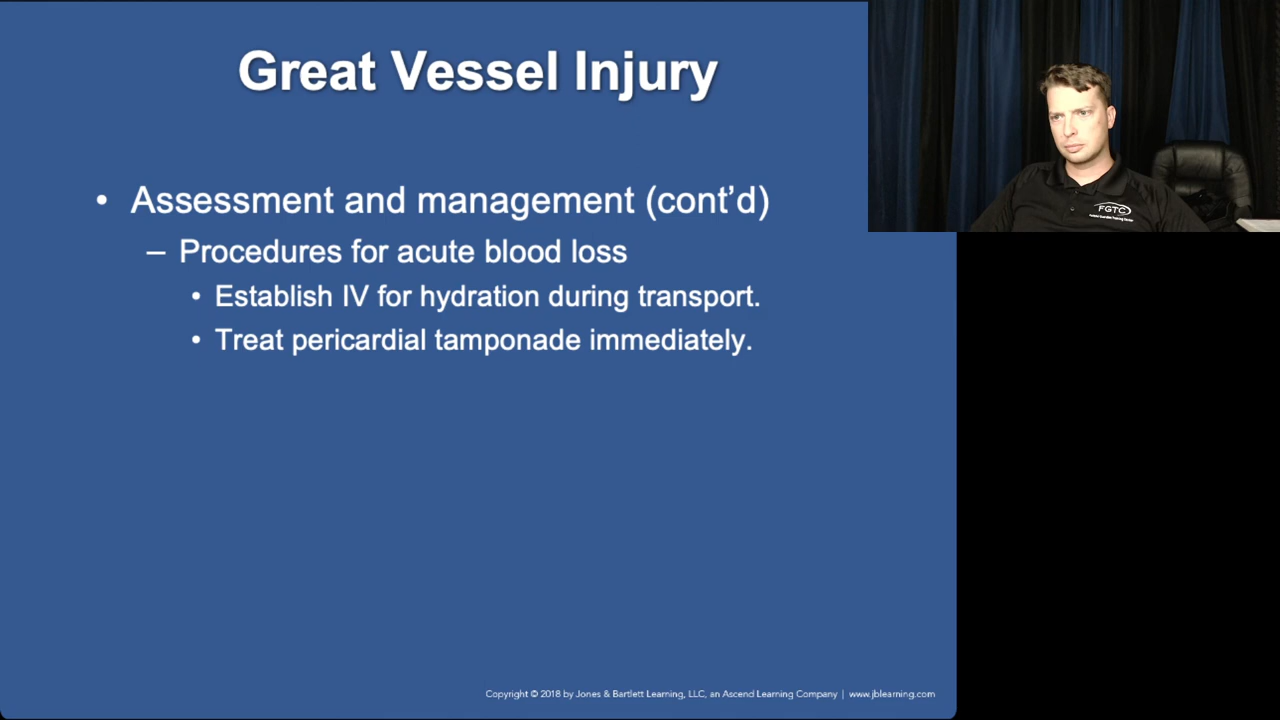 Great Vessel Injury
• Assessment and management (cont’d)
– Procedures for acute blood loss
• Establish IV for hydration during transport.
• Treat pericardial tamponade immediately.
Copyright © 2018 by Jones & Bartlett Learning, LLC, an Ascend Learning Company | www.jblearning.com
FGTC